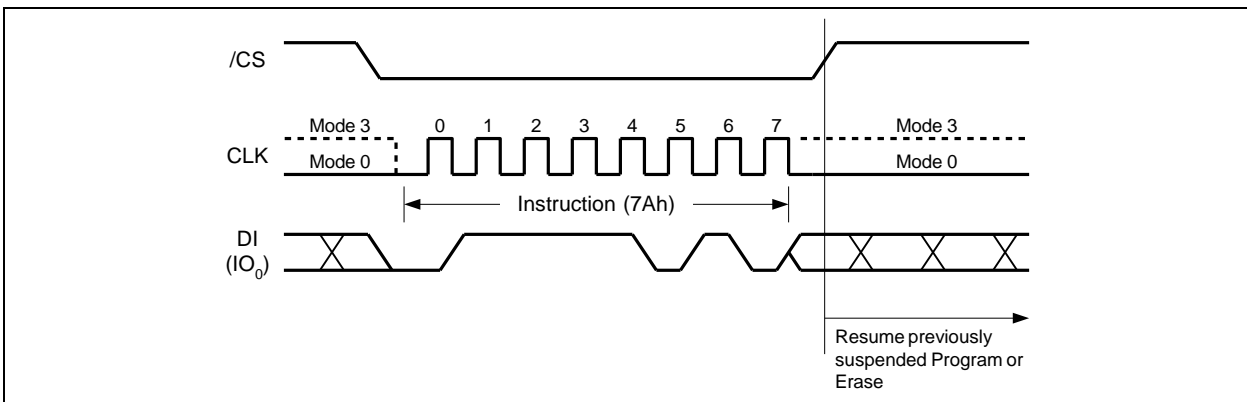 /CS
Mode 3 0 1 2 3 4 5 6 7 Mode 3
CLK
Mode 0 Mode 0
Instruction (7Ah)
DI
(IO0)
Resume previously
suspended Program or
Erase